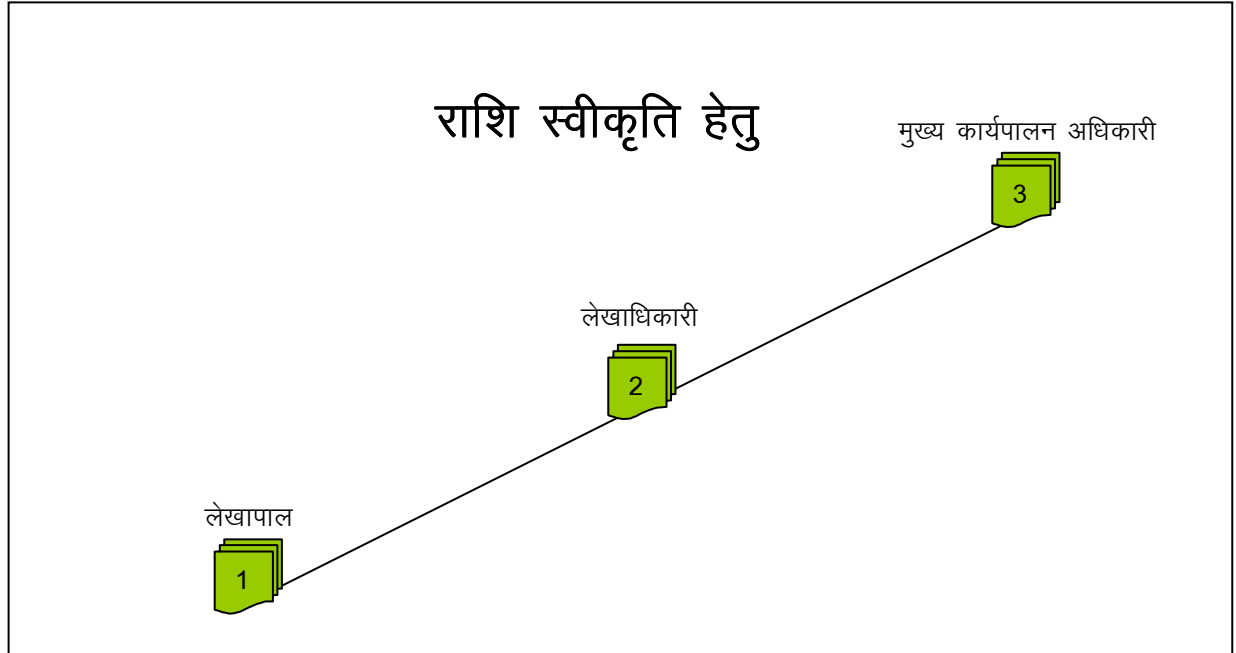 राशि स्वीकृति हेतु
मुख्य कार्यपालन अधिकारी
3
लेखाधिकारी
2
लेखापाल
1